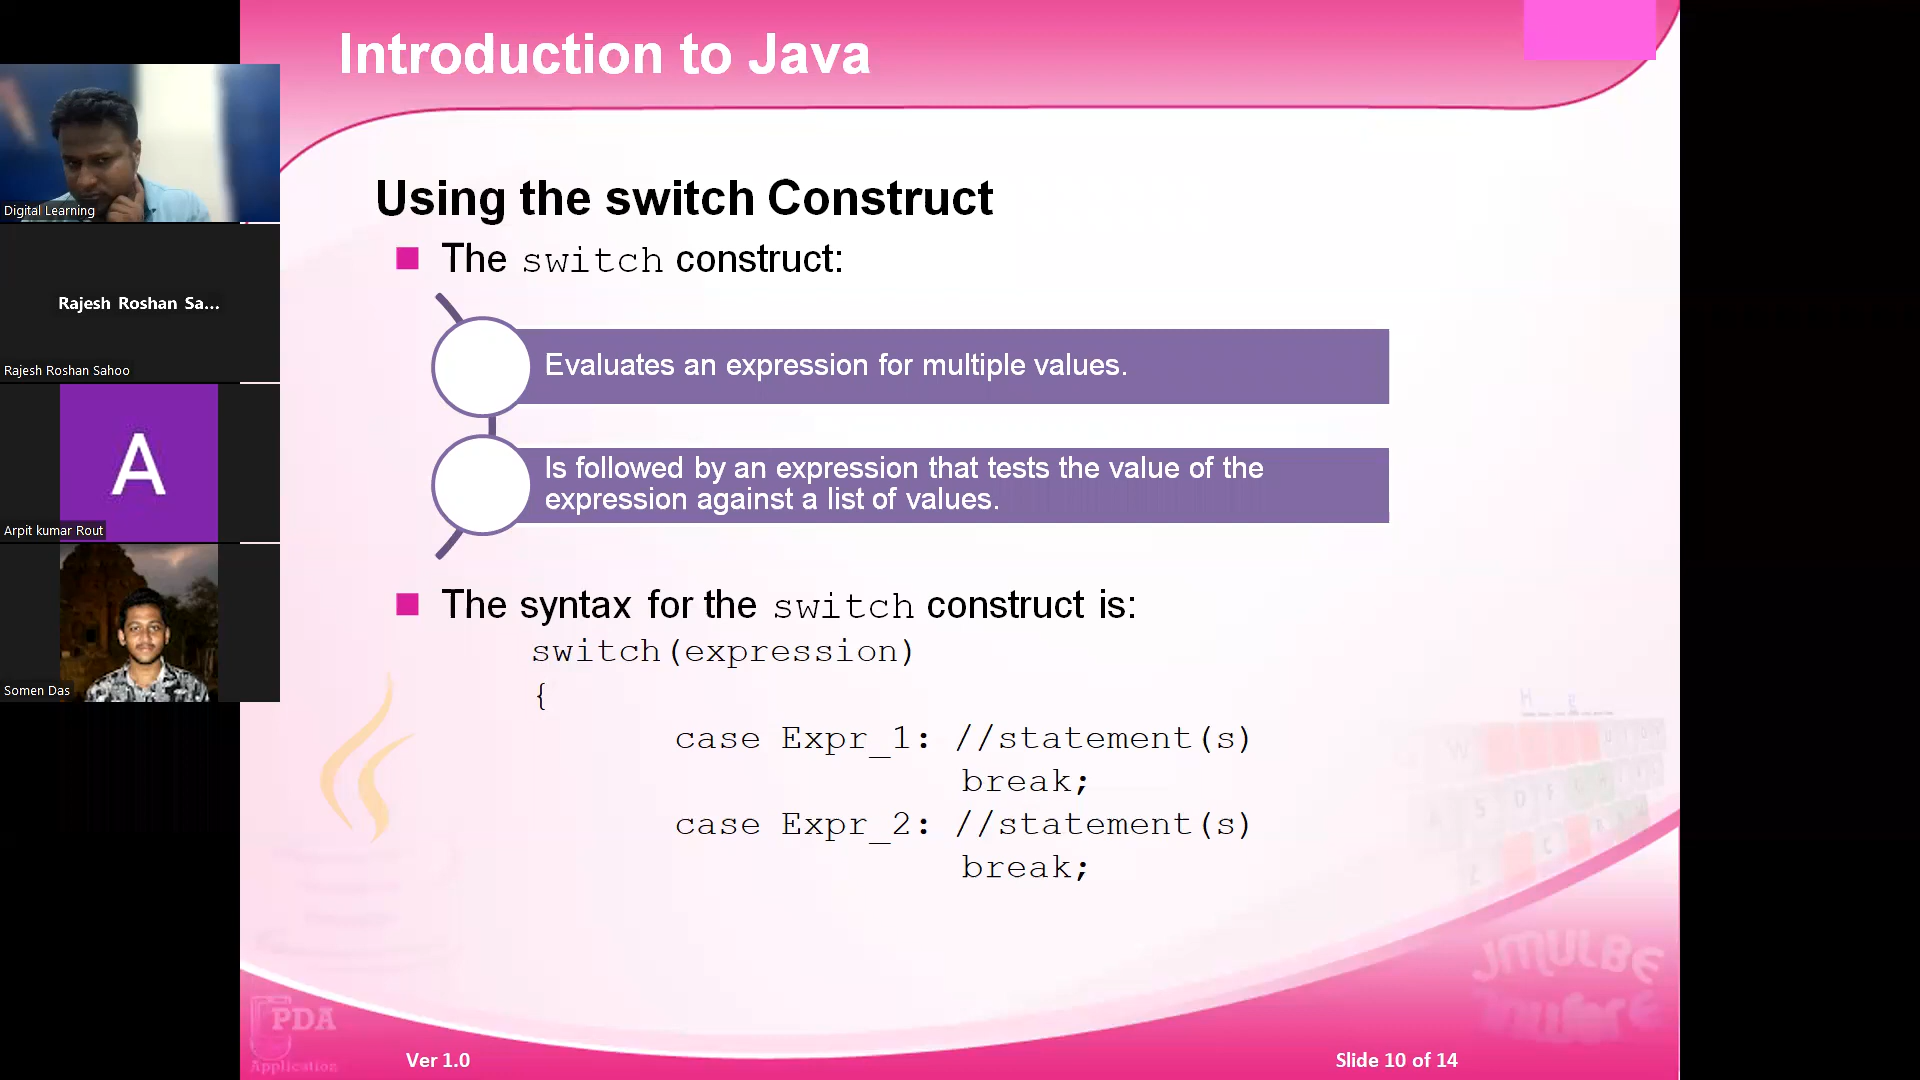 Introduction to Java
Digital Learning
Rajesh Roshan Sa...
Rajesh Roshan Sahoo
A
Arpit kumar Rout
Somen Das
Using the switch Construct
The switch construct:
Evaluates an expression for multiple values.
Is followed by an expression that tests the value of the
expression against a list of values.
The syntax for the switch construct is:
switch(expression)
{
case Expr_1: //statement(s)
break;
case Expr_2: //statement(s)
break;
PDA
Application
Ver 1.0
Slide 10 of 14